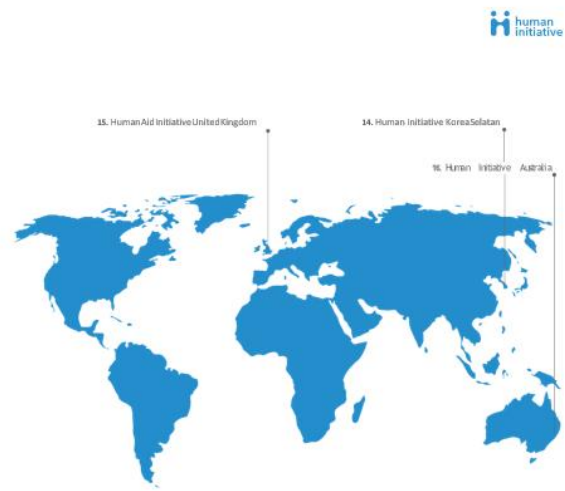 human
initiative
15. Human Aid Initiative United Kingdom
14. Human Initiative Korea Selatan
16. Human Initiative Australia